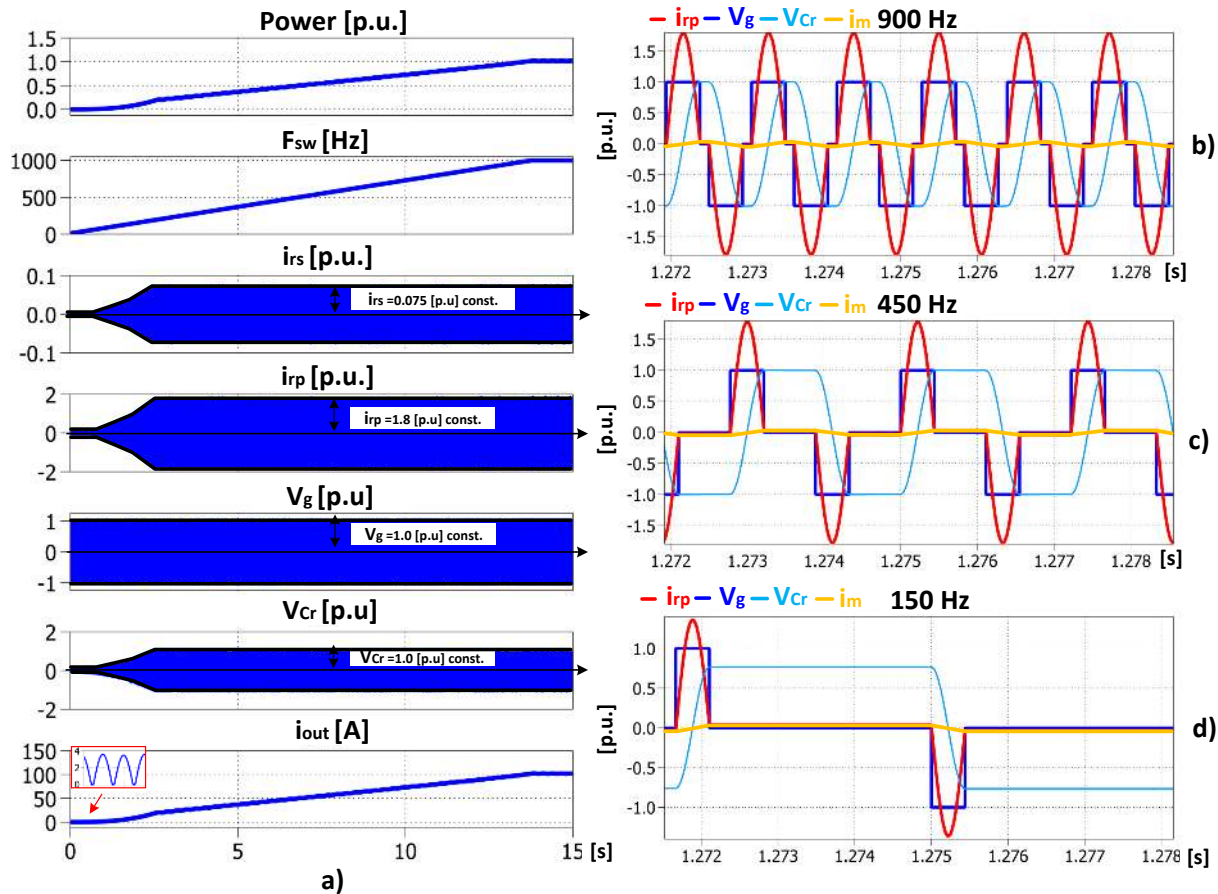 Power [p.u.]
1.5
1.0
0.5
0.0
Fsw [Hz]
1000
500
0
irs [p.u.]
0.1
0.0
-0.1
irs =0.075 [p.u] const.
irp [p.u.]
2
0
-2
irp =1.8 [p.u] const.
Vg [p.u]
1
0
-1
Vg =1.0 [p.u] const.
VCr [p.u]
2
0
-2
VCr =1.0 [p.u] const.
iout [A]
150
100
50
0
4
2
0
0 5 10 15 [s]
a)
irp Vg VCr im 900 Hz
[p.u.]
1.5
1.0
0.5
0.0
-0.5
-1.0
-1.5
b)
1.272 1.273 1.274 1.275 1.276 1.277 1.278 [s]
irp Vg VCr im 450 Hz
[p.u.]
1.5
1.0
0.5
0.0
-0.5
-1.0
-1.5
c)
1.272 1.273 1.274 1.275 1.276 1.277 1.278 [s]
irp Vg VCr im 150 Hz
[p.u.]
1.0
0.5
0.0
-0.5
-1.0
d)
1.272 1.273 1.274 1.275 1.276 1.277 1.278 [s]